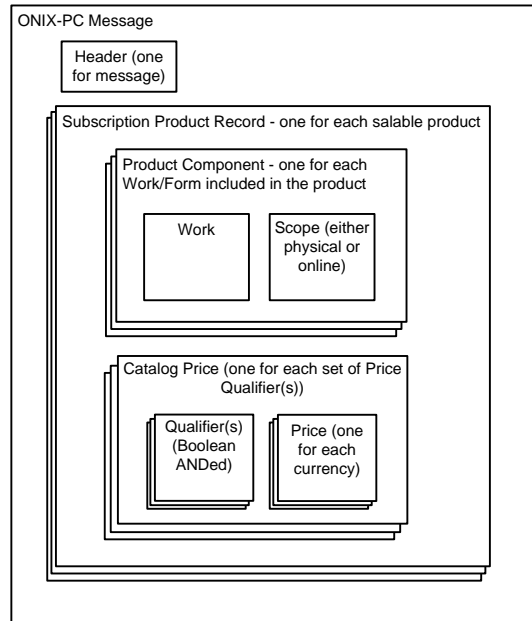 ONIX-PC Message
Header (one
for message)
Subscription Product Record - one for each salable product
Product Component - one for each
Work/Form included in the product
Work
Scope (either
physical or
online)
Catalog Price (one for each set of Price
Qualifier(s))
Qualifier(s)
(Boolean
ANDed)
Price (one
for each
currency)